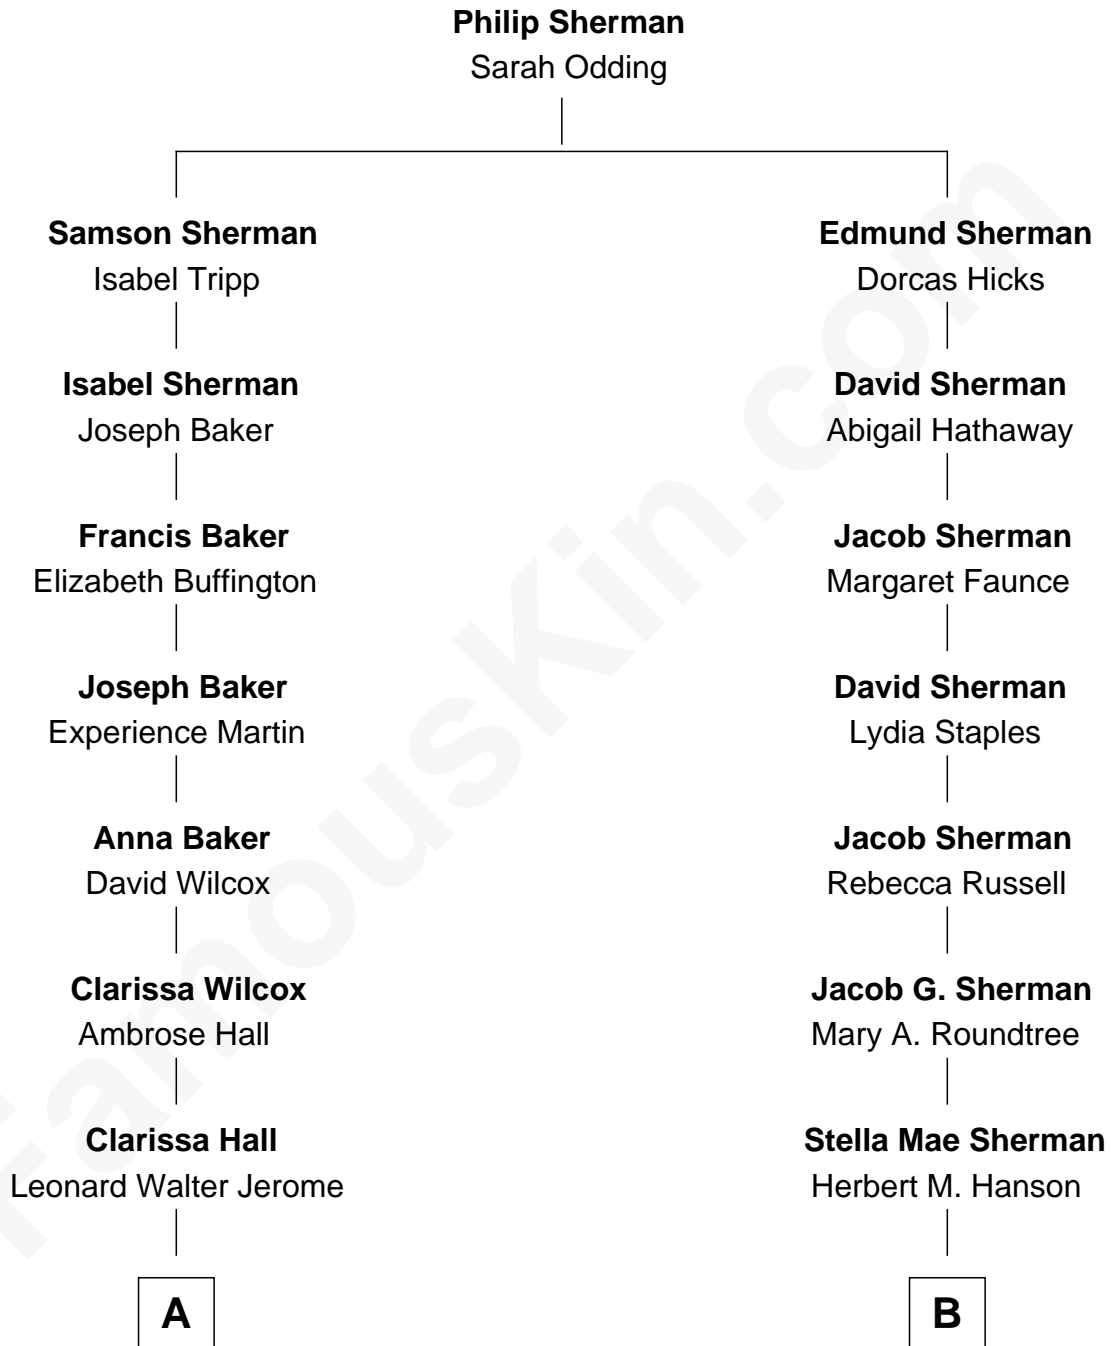 Philip Sherman
Sarah Odding
Samson Sherman
Isabel Tripp
Edmund Sherman
Dorcas Hicks
Isabel Sherman
Joseph Baker
David Sherman
Abigail Hathaway
Francis Baker
Elizabeth Buffington
Jacob Sherman
Margaret Faunce
Joseph Baker
Experience Martin
David Sherman
Lydia Staples
Anna Baker
David Wilcox
Jacob Sherman
Rebecca Russell
Clarissa Wilcox
Ambrose Hall
Jacob G. Sherman
Mary A. Roundtree
Clarissa Hall
Leonard Walter Jerome
Stella Mae Sherman
Herbert M. Hanson
A
B
FamousKin.com